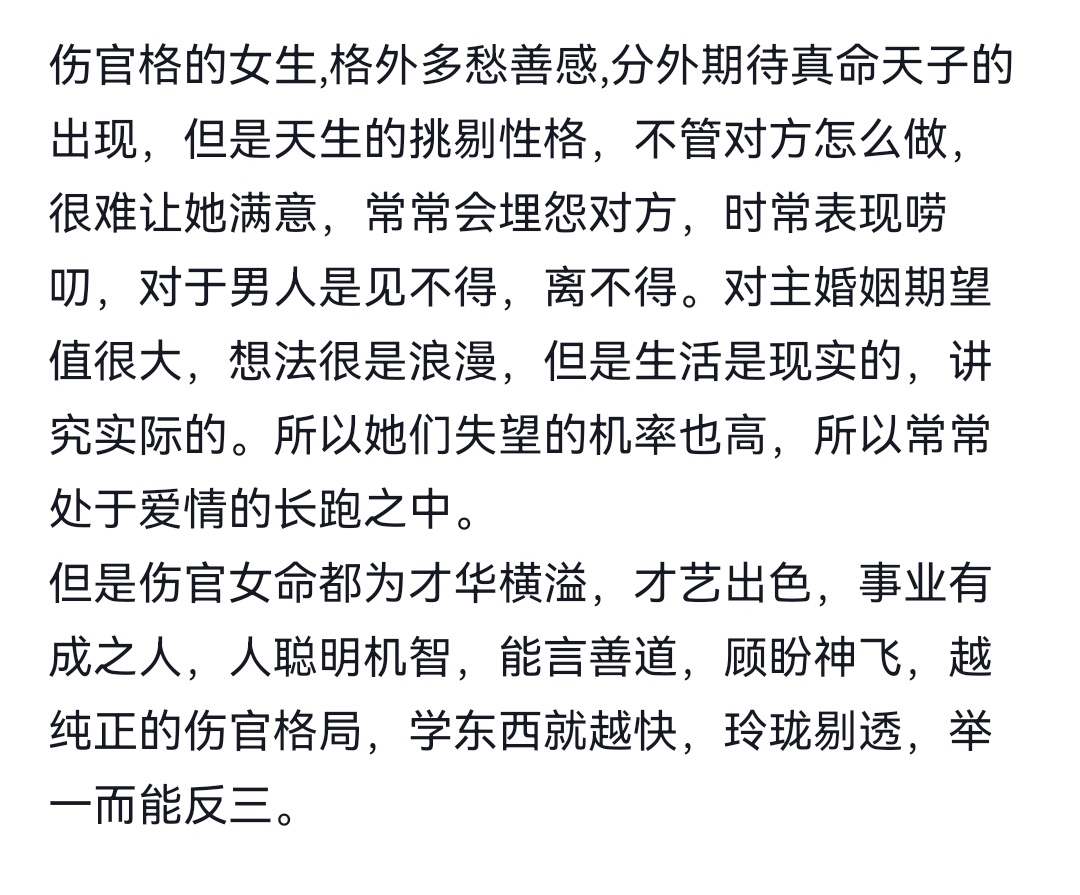 伤官格的女生,格外多愁善感,分外期待真命天子的
出现，但是天生的挑剔性格，不管对方怎么做，
很难让她满意，常常会埋怨对方，时常表现唠
叨，对于男人是见不得，离不得。对主婚姻期望
值很大，想法很是浪漫，但是生活是现实的，讲
究实际的。所以她们失望的机率也高，所以常常
处于爱情的长跑之中。
但是伤官女命都为才华横溢，才艺出色，事业有
成之人，人聪明机智，能言善道，顾盼神飞，越
纯正的伤官格局，学东西就越快，玲珑剔透，举
一而能反三。